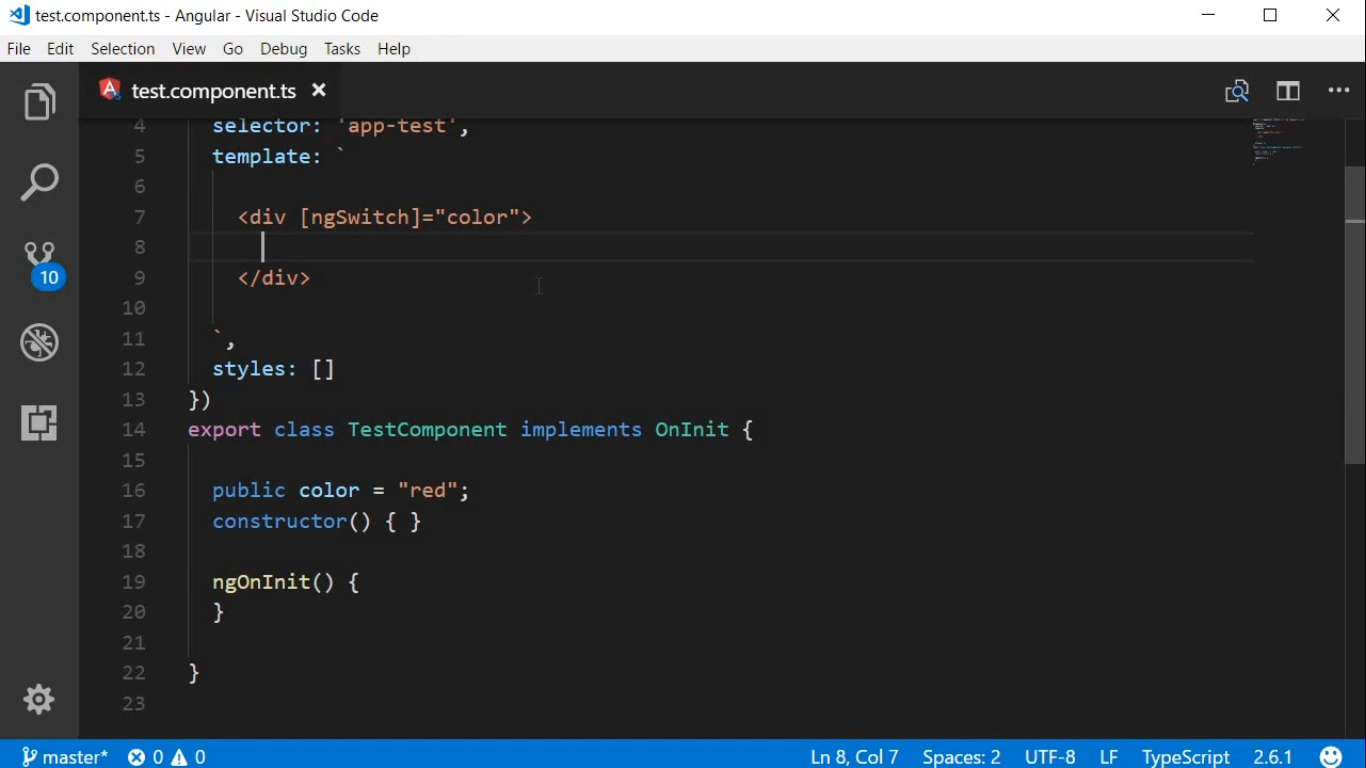 test.component.ts - Angular - Visual Studio Code
File Edit Selection View Go Debug Tasks Help
test.component.ts
4 selector: 'app-test',
5 template: `
6
7 <div [ngSwitch]="color">
8
9 </div>
10
11 `,
12 styles: []
13 })
14 export class TestComponent implements OnInit {
15
16 public color = "red";
17 constructor() { }
18
19 ngOnInit() {
20 }
21
22 }
23
10
master* 0 0 Ln 8, Col 7 Spaces: 2 UTF-8 LF TypeScript 2.6.1